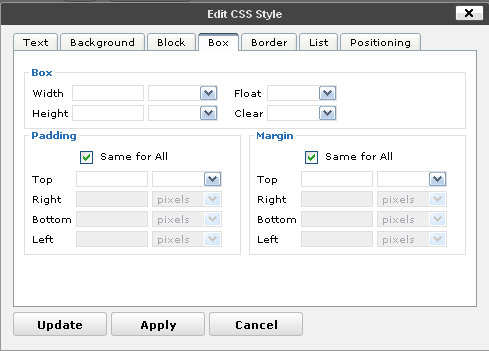 Edit CSS Style
Text Background Block Box Border List Positioning
Box
Width Float
Height Clear
Padding Margin
Same for All Same for All
Top Top
Right pixels Right pixels
Bottom pixels Bottom pixels
Left pixels Left pixels
Update Apply Cancel